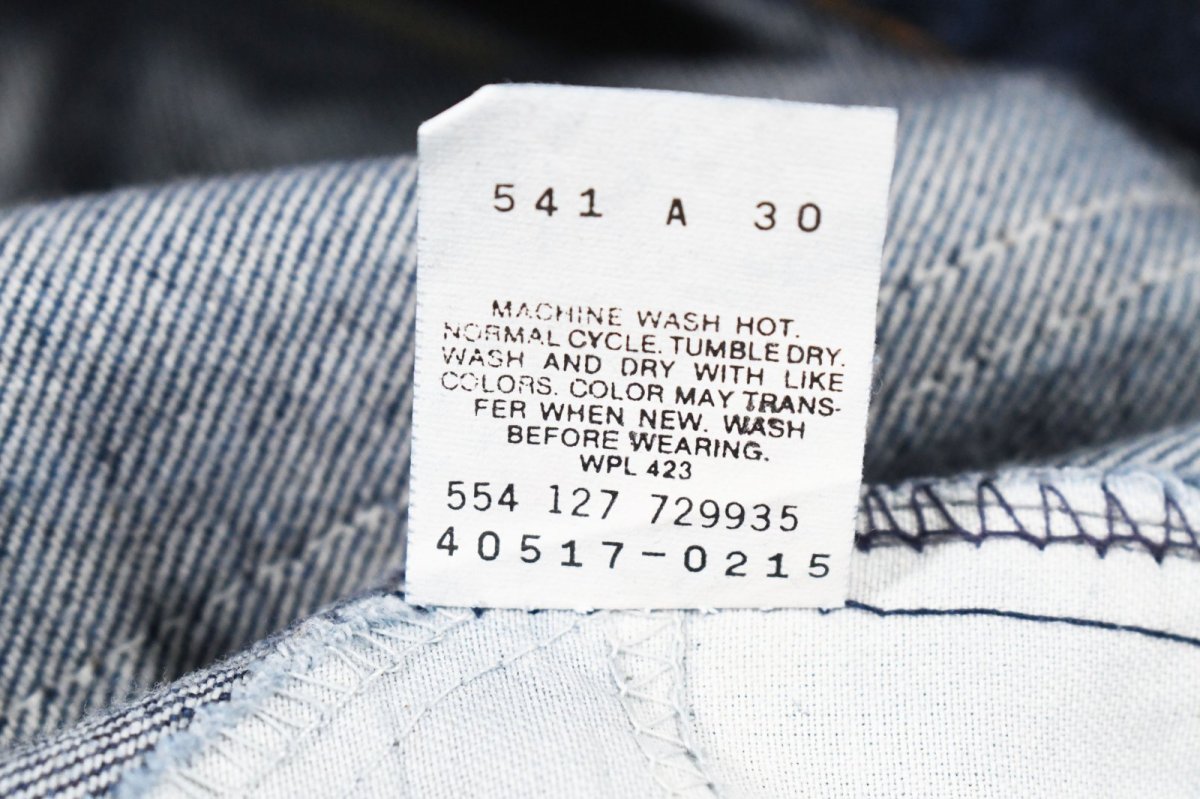 541 A 30
MACHINE WASH HOT.
NORMAL CYCLE. TUMBLE DRY.
WASH AND DRY WITH LIKE
COLORS. COLOR MAY TRANS-
FER WHEN NEW. WASH
BEFORE WEARING.
WPL 423
554 127 729935
40517-0215